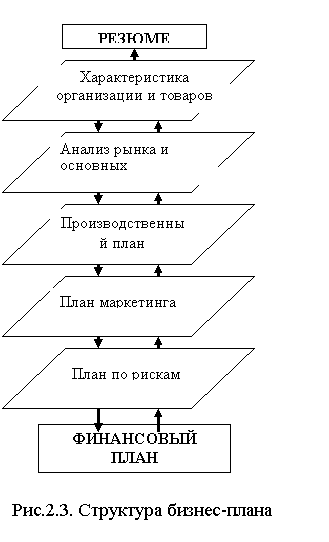 РЕЗЮМЕ
Характеристика
организации и товаров
Анализ рынка и
основных
Производственны
й план
План маркетинга
План по рискам
ФИНАНСОВЫЙ
ПЛАН
Рис.2.3. Структура бизнес-плана